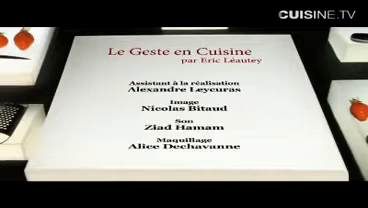 CUISINE.TV
Le Geste en Cuisine
par Eric Léautey
Assistant à la réalisation
Alexandre Leycuras
Image
Nicolas Bitaud
Son
Ziad Hamam
Maquillage
Alice Dechavanne